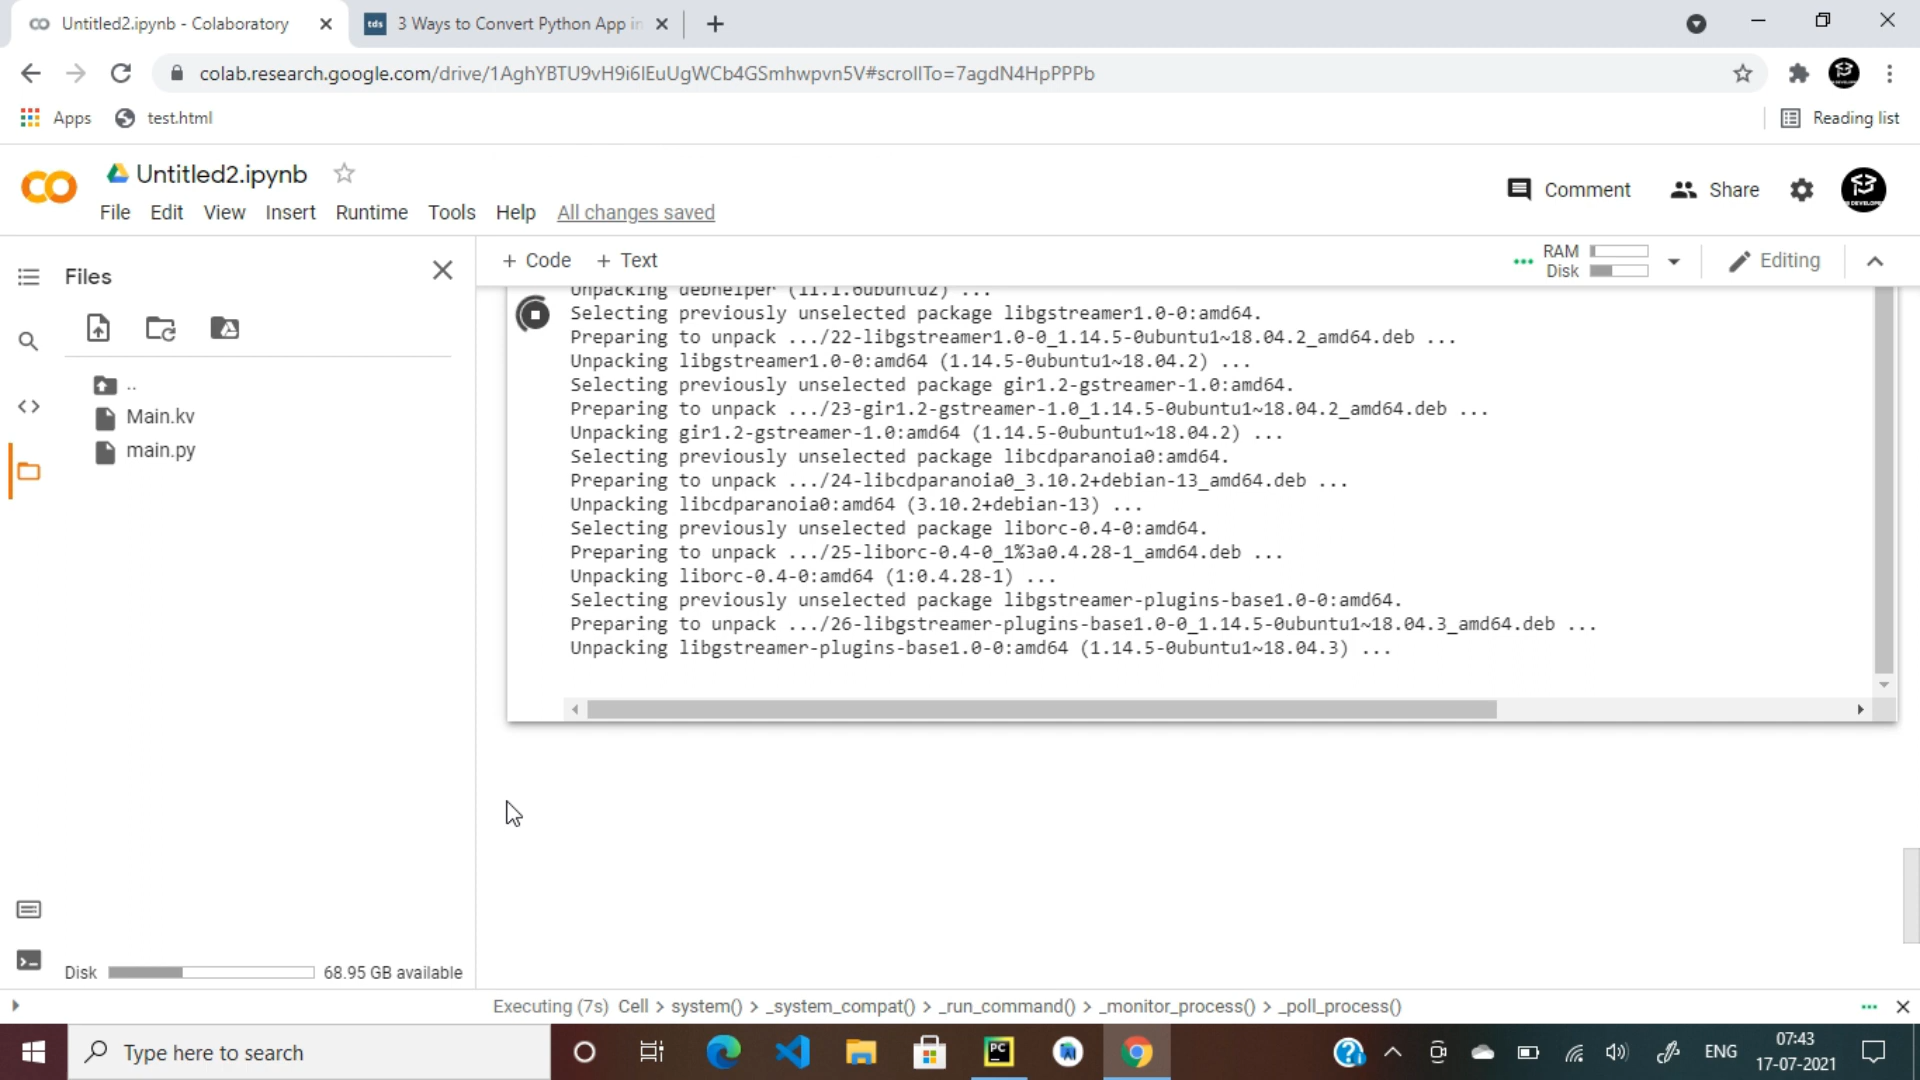 Untitled2.ipynb - Colaboratory
tds 3 Ways to Convert Python App in
colab.research.google.com/drive/1AghYBTU9vH9i6lEuUgWCb4GSmhwpvn5V#scrollTo=7agdN4HpPPPb
Apps test.html Reading list
CO Untitled2.ipynb
File Edit View Insert Runtime Tools Help All changes saved
Comment Share
Files
+ Code + Text
RAM
Disk
Editing
..
Main.kv
main.py
Unpacking debhelper (11.1.6ubuntu2) ...
Selecting previously unselected package libgstreamer1.0-0:amd64.
Preparing to unpack .../22-libgstreamer1.0-0_1.14.5-0ubuntu1~18.04.2_amd64.deb ...
Unpacking libgstreamer1.0-0:amd64 (1.14.5-0ubuntu1~18.04.2) ...
Selecting previously unselected package gir1.2-gstreamer-1.0:amd64.
Preparing to unpack .../23-gir1.2-gstreamer-1.0_1.14.5-0ubuntu1~18.04.2_amd64.deb ...
Unpacking gir1.2-gstreamer-1.0:amd64 (1.14.5-0ubuntu1~18.04.2) ...
Selecting previously unselected package libcdparanoia0:amd64.
Preparing to unpack .../24-libcdparanoia0_3.10.2+debian-13_amd64.deb ...
Unpacking libcdparanoia0:amd64 (3.10.2+debian-13) ...
Selecting previously unselected package liborc-0.4-0:amd64.
Preparing to unpack .../25-liborc-0.4-0_1%3a0.4.28-1_amd64.deb ...
Unpacking liborc-0.4-0:amd64 (1:0.4.28-1) ...
Selecting previously unselected package libgstreamer-plugins-base1.0-0:amd64.
Preparing to unpack .../26-libgstreamer-plugins-base1.0-0_1.14.5-0ubuntu1~18.04.3_amd64.deb ...
Unpacking libgstreamer-plugins-base1.0-0:amd64 (1.14.5-0ubuntu1~18.04.3) ...
Disk 68.95 GB available
Executing (7s) Cell > system() > _system_compat() > _run_command() > _monitor_process() > _poll_process()
Type here to search
PC
ENG
07:43
17-07-2021